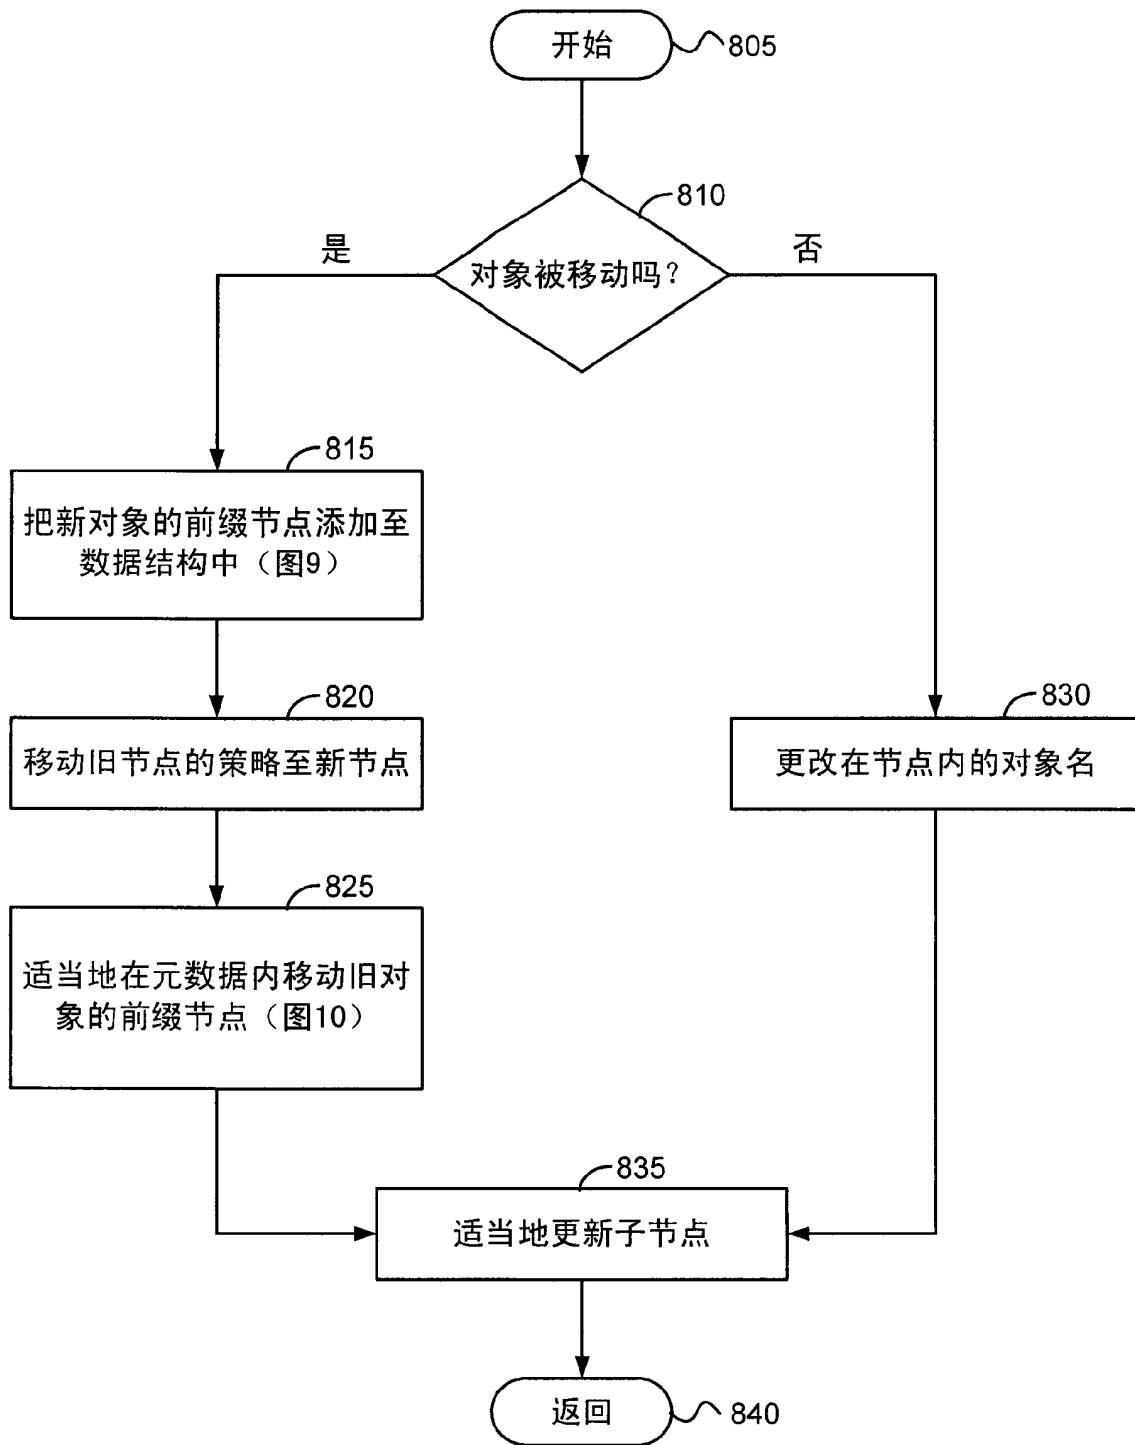 开始
805
810
是
否
对象被移动吗?
815
把新对象的前缀节点添加至
数据结构中（图9）
820
移动旧节点的策略至新节点
830
更改在节点内的对象名
825
适当地在元数据内移动旧对
象的前缀节点（图10）
835
适当地更新子节点
返回
840